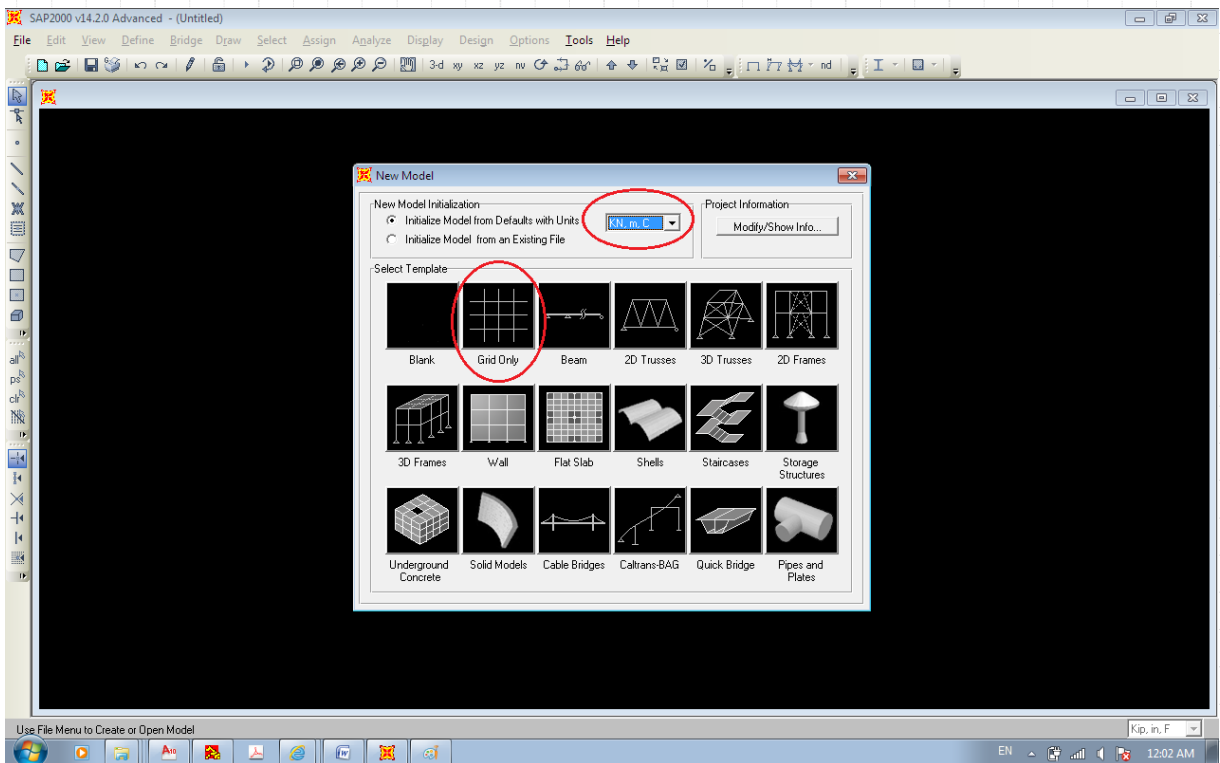 SAP2000 v14.2.0 Advanced - (Untitled)
File Edit View Define Bridge Draw Select Assign Analyze Display Design Options Tools Help
3-d xy xz yz nv nd
all
ps
clr
New Model
New Model Initialization
Initialize Model from Defaults with Units KN, m, C
Initialize Model from an Existing File
Project Information
Modify/Show Info...
Select Template
Blank Grid Only Beam 2D Trusses 3D Trusses 2D Frames
3D Frames Wall Flat Slab Shells Staircases Storage
Structures
Underground Solid Models Cable Bridges Caltrans-BAG Quick Bridge Pipes and
Concrete Plates
Use File Menu to Create or Open Model
Kip, in, F
EN 12:02 AM